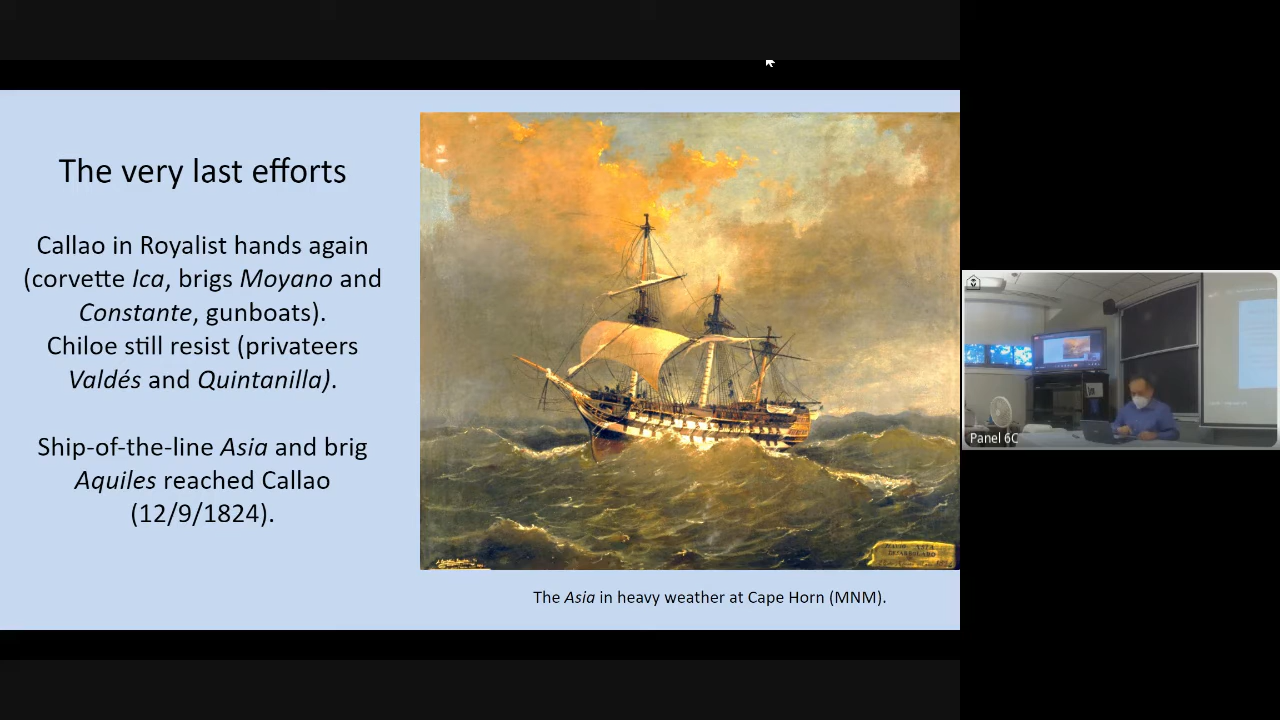 The very last efforts
Callao in Royalist hands again
(corvette Ica, brigs Moyano and
Constante, gunboats).
Chiloe still resist (privateers
Valdés and Quintanilla).
Ship-of-the-line Asia and brig
Aquiles reached Callao
(12/9/1824).
The Asia in heavy weather at Cape Horn (MNM).
Panel 6C